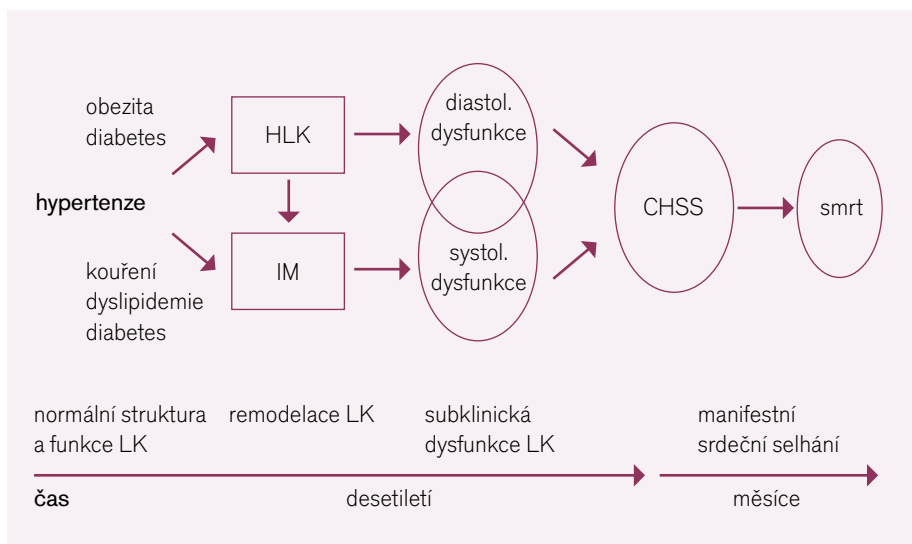 obezita
diabetes
hypertenze
kouření
dyslipidemie
diabetes
HLK
IM
diastol.
dysfunkce
systol.
dysfunkce
CHSS
smrt
normální struktura
a funkce LK
remodelace LK
subklinická
dysfunkce LK
manifestní
srdeční selhání
čas
desetiletí
měsíce